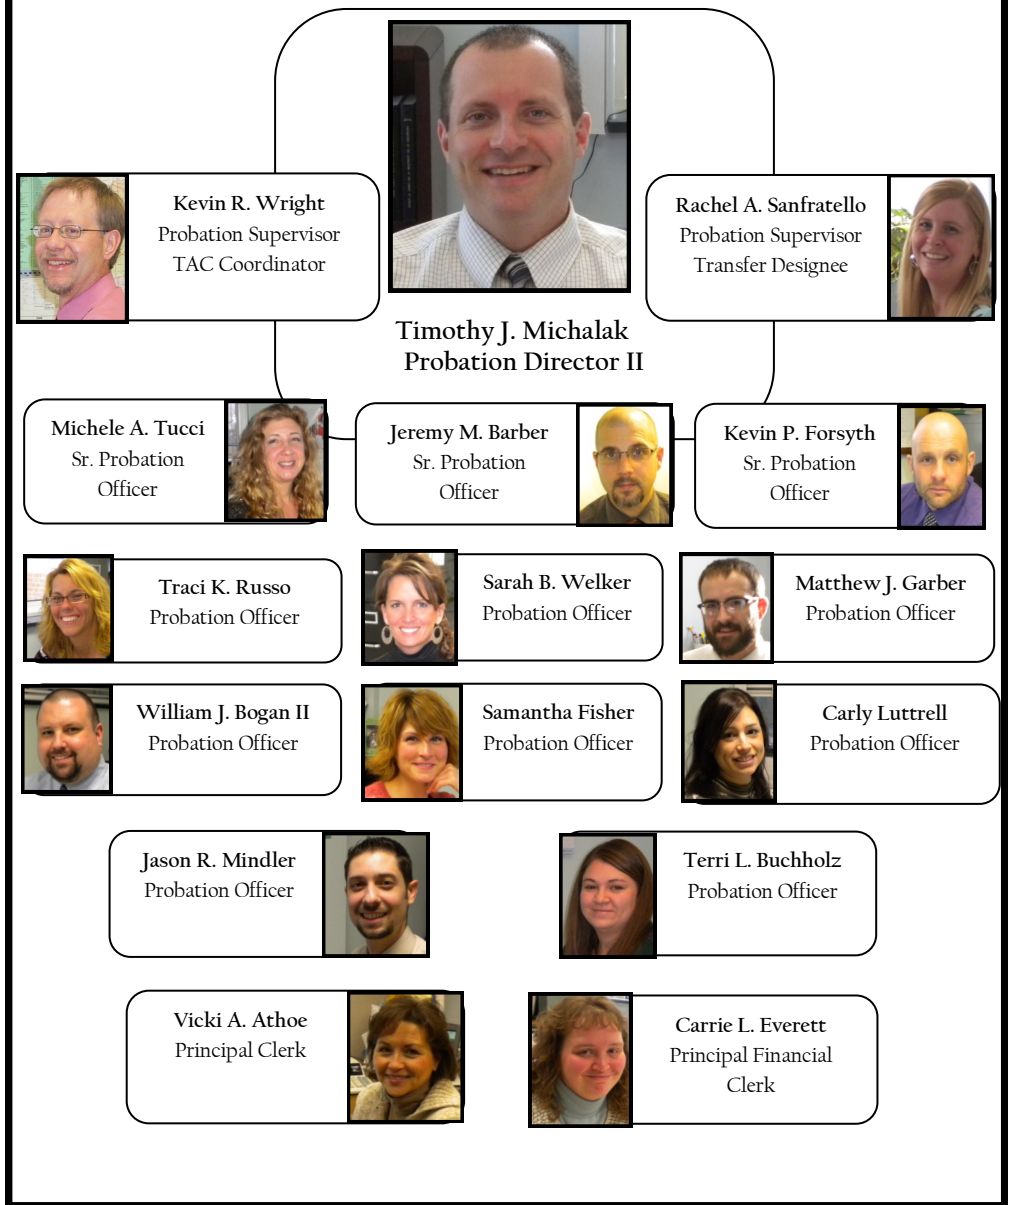 Kevin R. Wright
Probation Supervisor
TAC Coordinator
Rachel A. Sanfratello
Probation Supervisor
Transfer Designee
Timothy J. Michalak
Probation Director II
Michele A. Tucci
Sr. Probation
Officer
Jeremy M. Barber
Sr. Probation
Officer
Kevin P. Forsyth
Sr. Probation
Officer
Traci K. Russo
Probation Officer
Sarah B. Welker
Probation Officer
Matthew J. Garber
Probation Officer
William J. Bogan II
Probation Officer
Samantha Fisher
Probation Officer
Carly Luttrell
Probation Officer
Jason R. Mindler
Probation Officer
Terri L. Buchholz
Probation Officer
Vicki A. Athoe
Principal Clerk
Carrie L. Everett
Principal Financial
Clerk